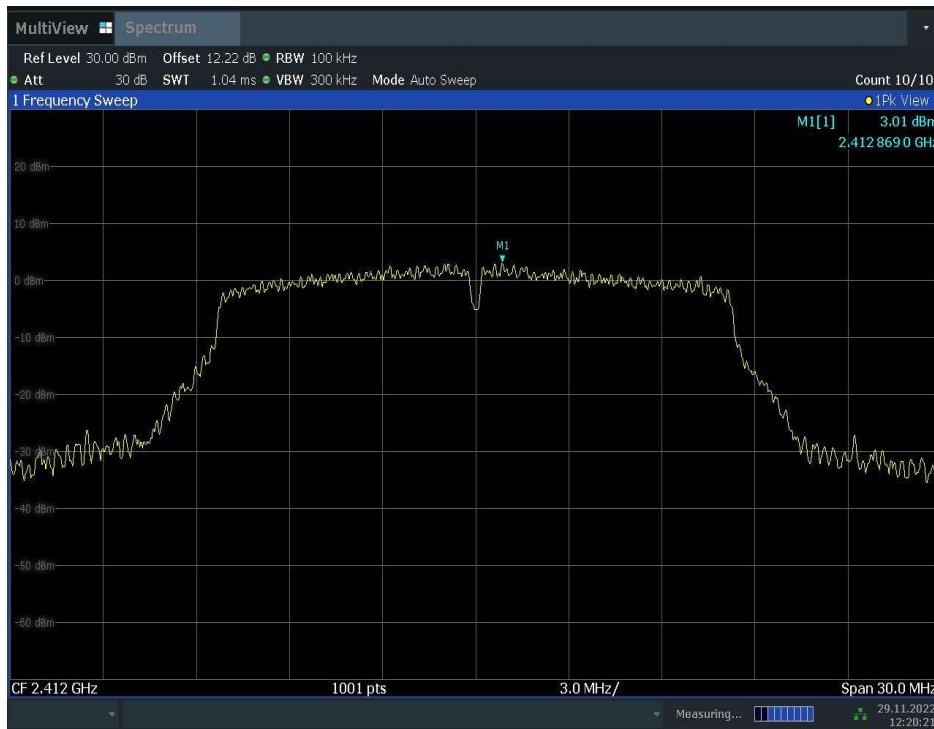 MultiView Spectrum
Ref Level 30.00 dBm Offset 12.22 dB RBW 100 kHz
Att 30 dB SWT 1.04 ms VBW 300 kHz Mode Auto Sweep Count 10/10
1 Frequency Sweep 1Pk View
M1[1] 3.01 dBm
2.412 869 0 GHz
20 dBm
10 dBm
M1
0 dBm
-10 dBm
-20 dBm
-30 dBm
-40 dBm
-50 dBm
-60 dBm
CF 2.412 GHz 1001 pts 3.0 MHz/ Span 30.0 MHz
Measuring... 29.11.2022
12:20:21